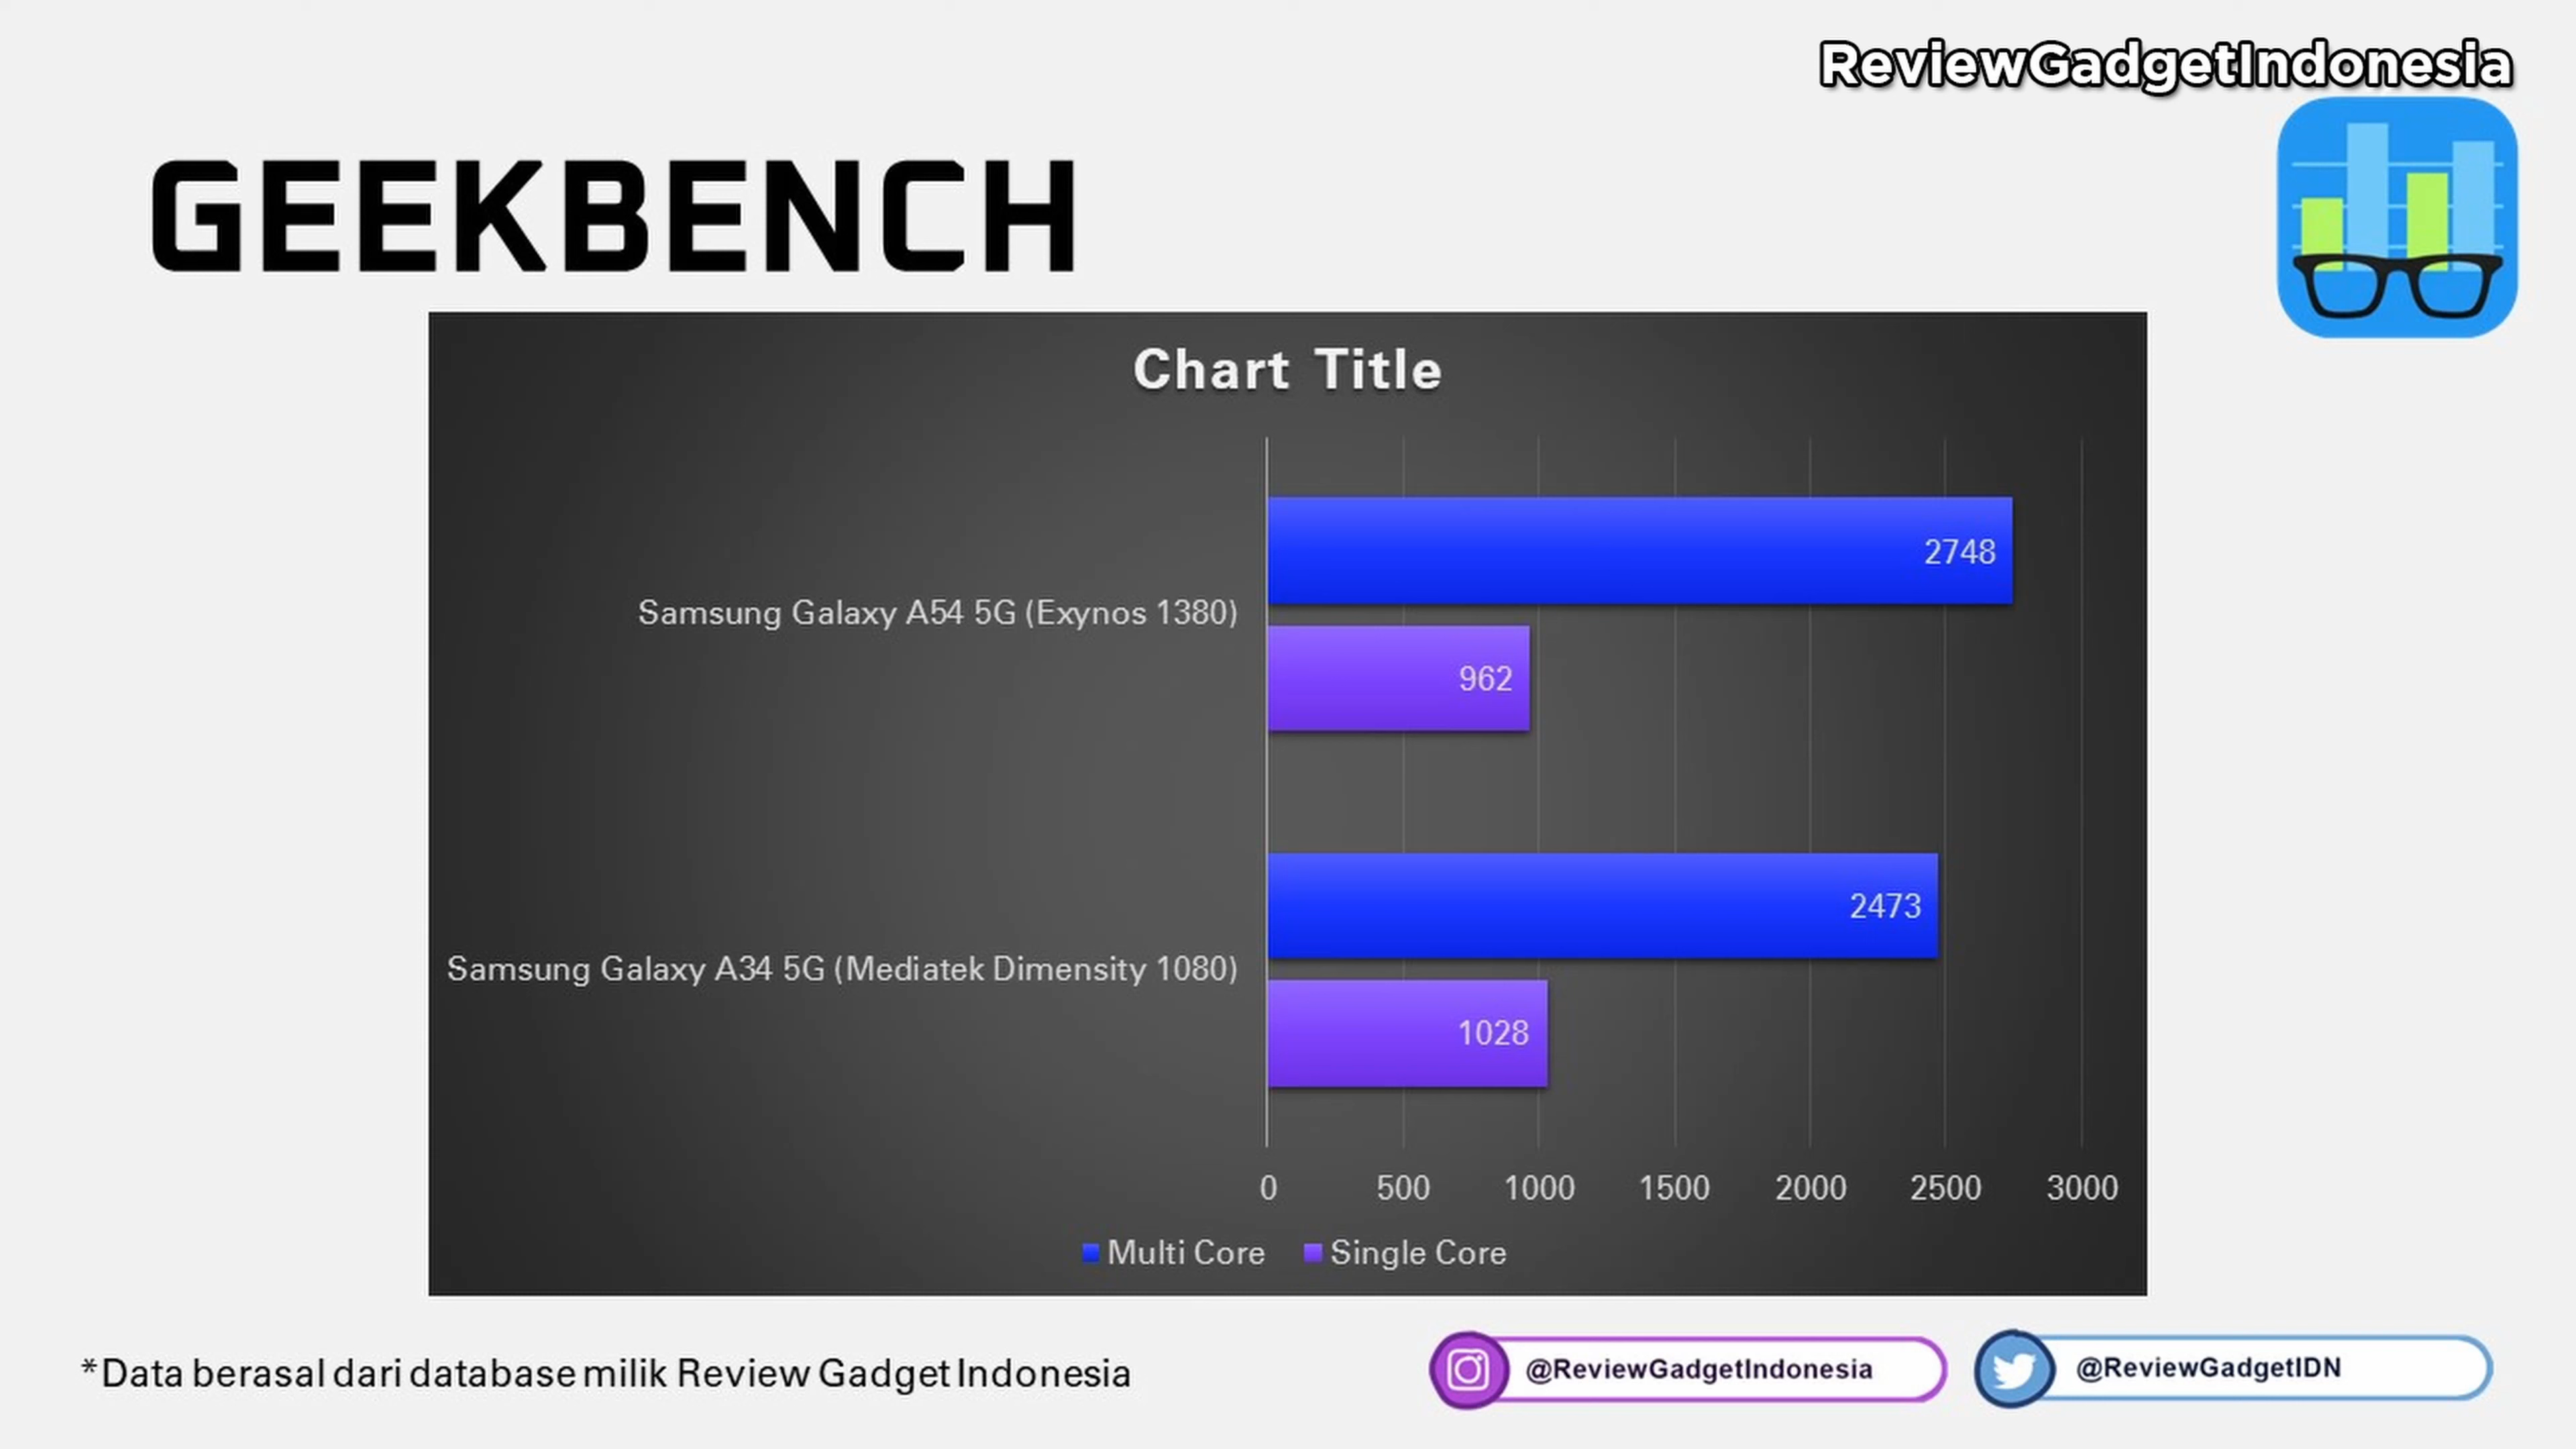 ReviewGadgetIndonesia
GEEKBENCH
Chart Title
2748
Samsung Galaxy A54 5G (Exynos 1380)
962
2473
Samsung Galaxy A34 5G (Mediatek Dimensity 1080)
1028
0 500 1000 1500 2000 2500 3000
Multi Core Single Core
*Data berasal dari database milik Review Gadget Indonesia
@ReviewGadgetIndonesia
@ReviewGadgetIDN